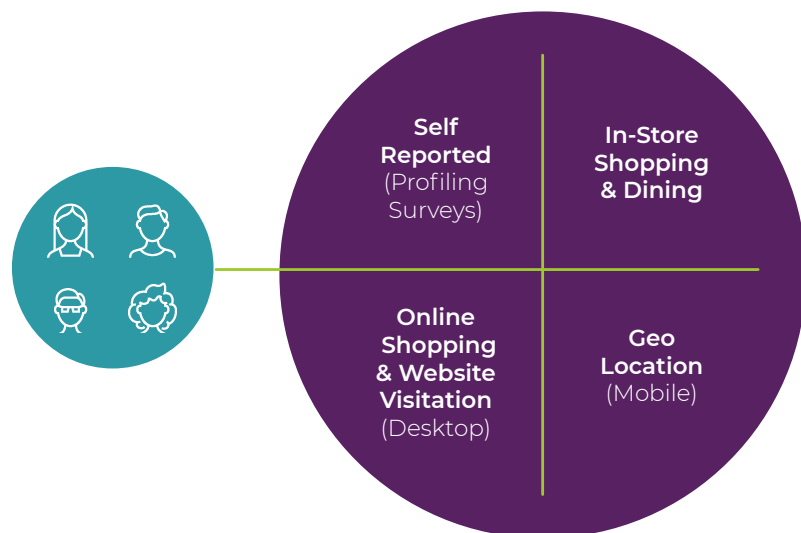 Self
Reported
(Profiling
Surveys)
In-Store
Shopping
& Dining
Online
Shopping
& Website
Visitation
(Desktop)
Geo
Location
(Mobile)